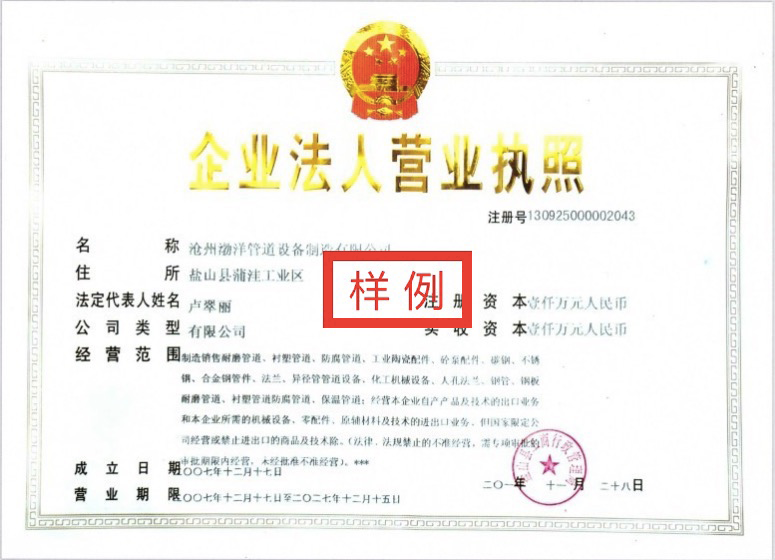 企业法人营业执照
注册号130925000002043
名 称 沧州渤洋管道设备制造有限公司
住 所 盐山县蒲洼工业区
样例
法定代表人姓名 卢翠丽 注册资本 壹仟万元人民币
公司类型 有限公司 实收资本 壹仟万元人民币
经营范围 制造销售耐磨管道、衬塑管道、防腐管道、工业陶瓷配件、砼泵配件、碳钢、不锈
钢、合金钢管件、法兰、异径管管道设备、化工机械设备、人孔法兰、钢管、钢板
耐磨管道、衬塑管道防腐管道、保温管道；经营本企业自产产品及技术的出口业务
和本企业所需的机械设备、零配件、原辅材料及技术的进出口业务、但国家限定公
司经营或禁止进出口的商品及技术除。（法律、法规禁止的不准经营，需专项审批的
审批期限内经营，未经批准不准经营）。***
成立日期 〇〇七年十二月十七日
营业期限 〇〇七年十二月十七日至二〇二七年十二月十五日
二〇一 年 十一 月 二十八日
盐山县 行政管理局